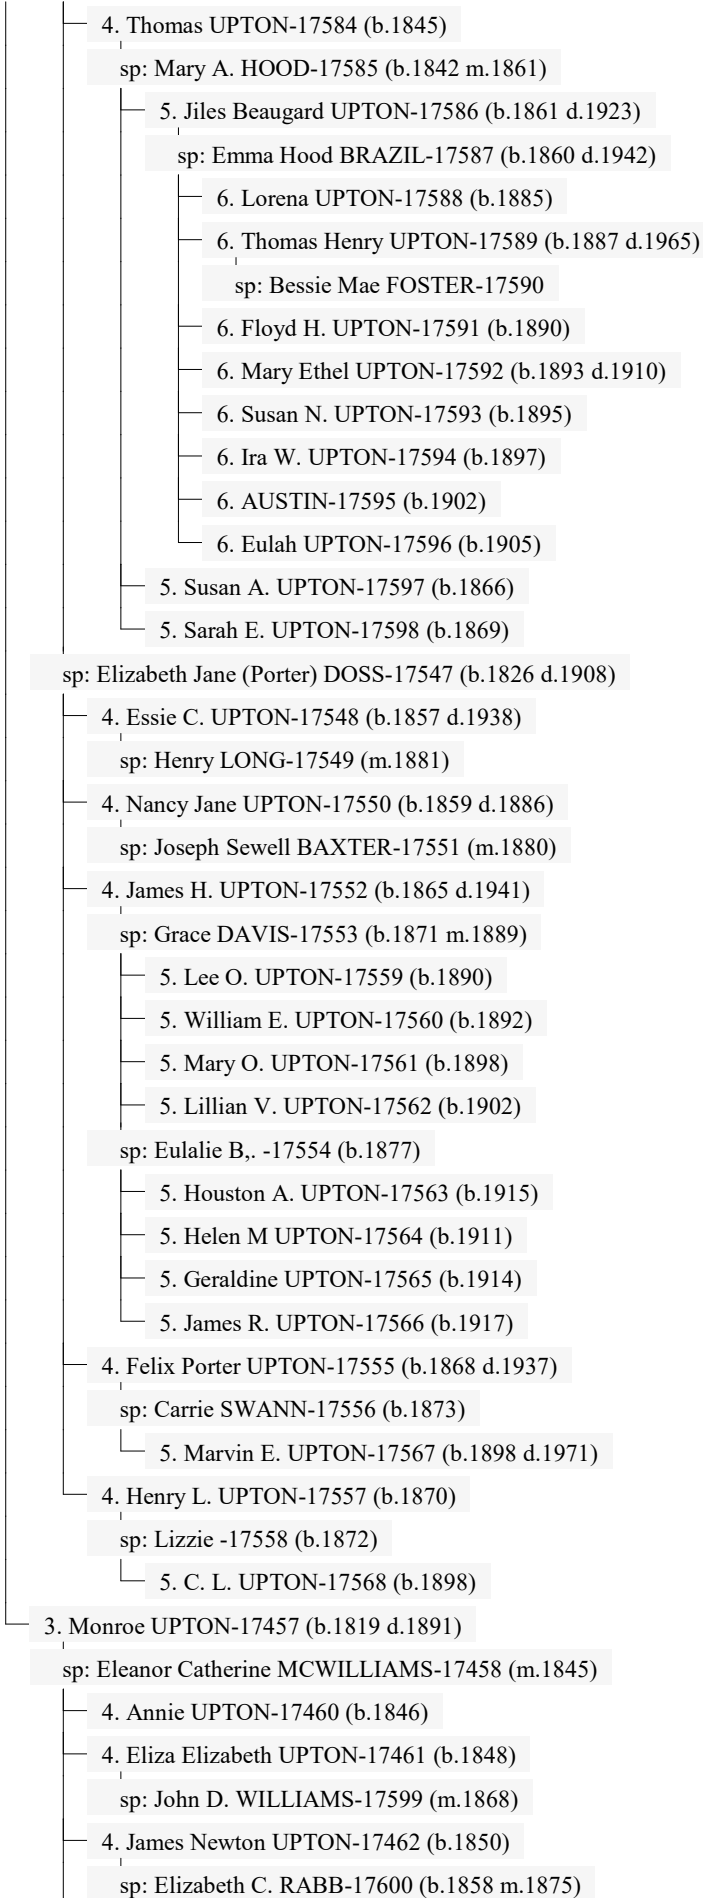 4. Thomas UPTON-17584 (b.1845)
sp: Mary A. HOOD-17585 (b.1842 m.1861)
5. Jiles Beaugard UPTON-17586 (b.1861 d.1923)
sp: Emma Hood BRAZIL-17587 (b.1860 d.1942)
6. Lorena UPTON-17588 (b.1885)
6. Thomas Henry UPTON-17589 (b.1887 d.1965)
sp: Bessie Mae FOSTER-17590
6. Floyd H. UPTON-17591 (b.1890)
6. Mary Ethel UPTON-17592 (b.1893 d.1910)
6. Susan N. UPTON-17593 (b.1895)
6. Ira W. UPTON-17594 (b.1897)
6. AUSTIN-17595 (b.1902)
6. Eulah UPTON-17596 (b.1905)
5. Susan A. UPTON-17597 (b.1866)
5. Sarah E. UPTON-17598 (b.1869)
sp: Elizabeth Jane (Porter) DOSS-17547 (b.1826 d.1908)
4. Essie C. UPTON-17548 (b.1857 d.1938)
sp: Henry LONG-17549 (m.1881)
4. Nancy Jane UPTON-17550 (b.1859 d.1886)
sp: Joseph Sewell BAXTER-17551 (m.1880)
4. James H. UPTON-17552 (b.1865 d.1941)
sp: Grace DAVIS-17553 (b.1871 m.1889)
5. Lee O. UPTON-17559 (b.1890)
5. William E. UPTON-17560 (b.1892)
5. Mary O. UPTON-17561 (b.1898)
5. Lillian V. UPTON-17562 (b.1902)
sp: Eulalie B,. -17554 (b.1877)
5. Houston A. UPTON-17563 (b.1915)
5. Helen M UPTON-17564 (b.1911)
5. Geraldine UPTON-17565 (b.1914)
5. James R. UPTON-17566 (b.1917)
4. Felix Porter UPTON-17555 (b.1868 d.1937)
sp: Carrie SWANN-17556 (b.1873)
5. Marvin E. UPTON-17567 (b.1898 d.1971)
4. Henry L. UPTON-17557 (b.1870)
sp: Lizzie -17558 (b.1872)
5. C. L. UPTON-17568 (b.1898)
3. Monroe UPTON-17457 (b.1819 d.1891)
sp: Eleanor Catherine MCWILLIAMS-17458 (m.1845)
4. Annie UPTON-17460 (b.1846)
4. Eliza Elizabeth UPTON-17461 (b.1848)
sp: John D. WILLIAMS-17599 (m.1868)
4. James Newton UPTON-17462 (b.1850)
sp: Elizabeth C. RABB-17600 (b.1858 m.1875)